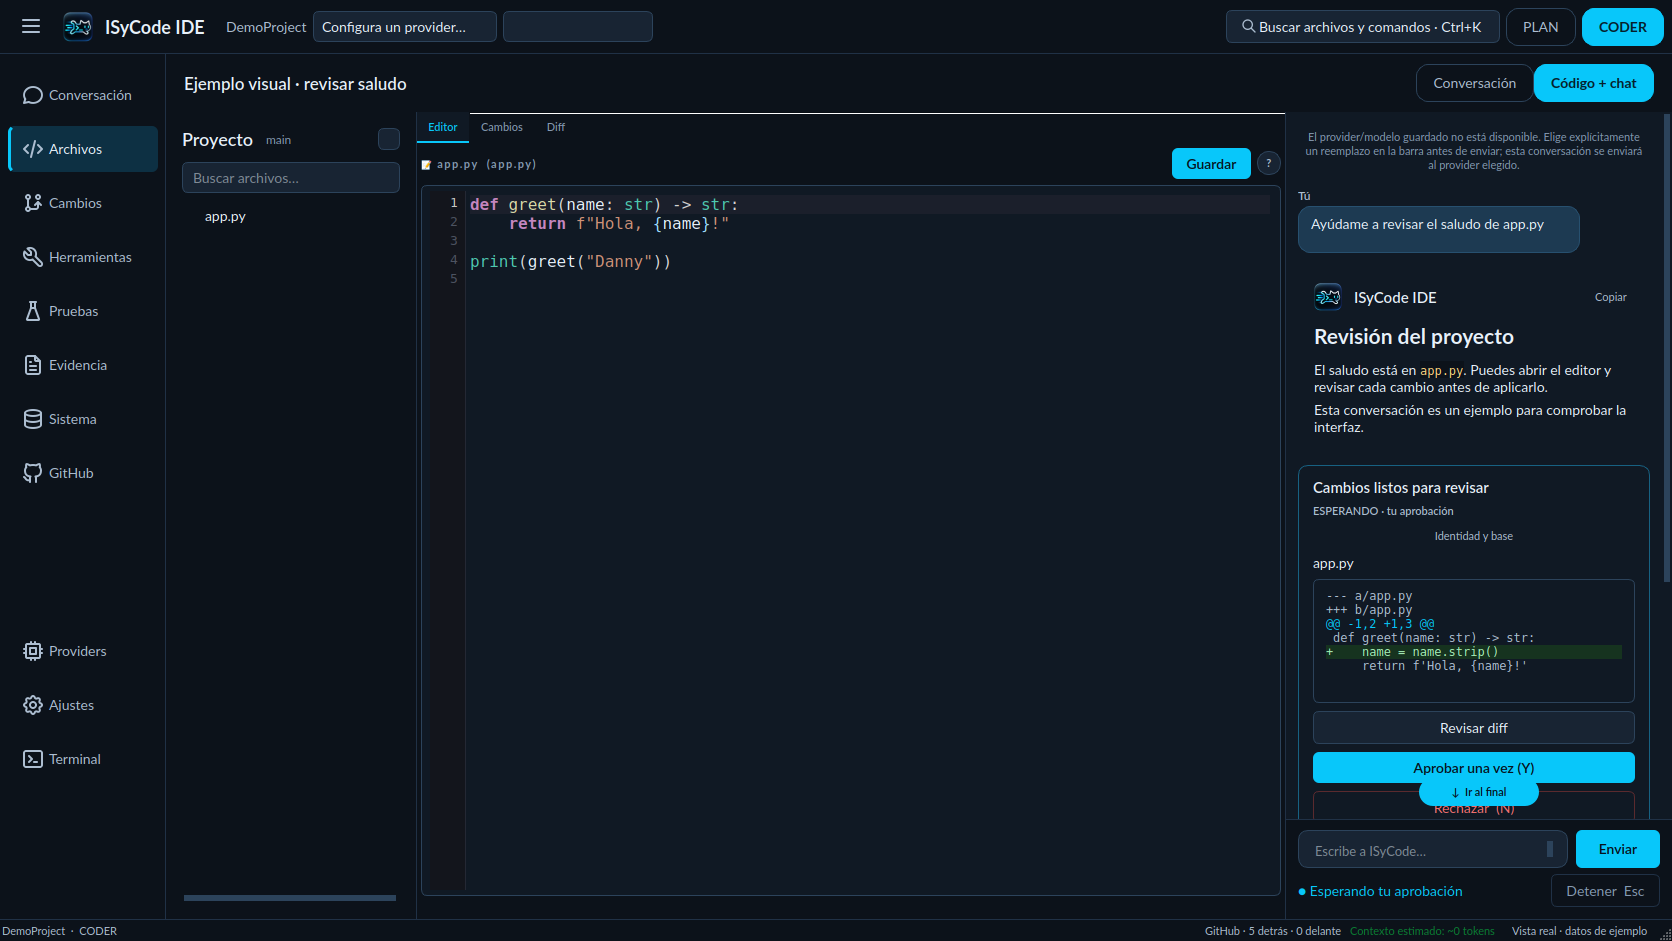 ISyCode IDE
DemoProject
Configura un provider...
Buscar archivos y comandos · Ctrl+K
PLAN
CODER
Conversación
Archivos
Cambios
Herramientas
Pruebas
Evidencia
Sistema
GitHub
Providers
Ajustes
Terminal
Ejemplo visual · revisar saludo
Conversación
Código + chat
Proyecto main
Buscar archivos...
app.py
Editor
Cambios
Diff
app.py (app.py)
Guardar
?
1 def greet(name: str) -> str:
2     return f"Hola, {name}!"
3
4 print(greet("Danny"))
5
El provider/modelo guardado no está disponible. Elige explícitamente
un reemplazo en la barra antes de enviar; esta conversación se enviará
al provider elegido.
Tú
Ayúdame a revisar el saludo de app.py
ISyCode IDE
Copiar
Revisión del proyecto
El saludo está en app.py. Puedes abrir el editor y
revisar cada cambio antes de aplicarlo.
Esta conversación es un ejemplo para comprobar la
interfaz.
Cambios listos para revisar
ESPERANDO · tu aprobación
Identidad y base
app.py
--- a/app.py
+++ b/app.py
@@ -1,2 +1,3 @@
 def greet(name: str) -> str:
+    name = name.strip()
     return f'Hola, {name}!'
Revisar diff
Aprobar una vez (Y)
↓ Ir al final
Rechazar (N)
Escribe a ISyCode...
Enviar
Esperando tu aprobación
Detener Esc
DemoProject · CODER
GitHub · 5 detrás · 0 delante
Contexto estimado: ~0 tokens
Vista real · datos de ejemplo